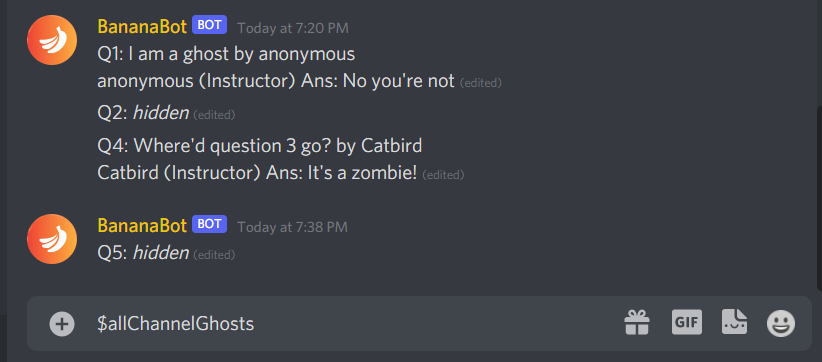 BananaBot BOT Today at 7:20 PM
Q1: I am a ghost by anonymous
anonymous (Instructor) Ans: No you're not (edited)
Q2: hidden (edited)
Q4: Where'd question 3 go? by Catbird
Catbird (Instructor) Ans: It's a zombie! (edited)
BananaBot BOT Today at 7:38 PM
Q5: hidden (edited)
$allChannelGhosts GIF